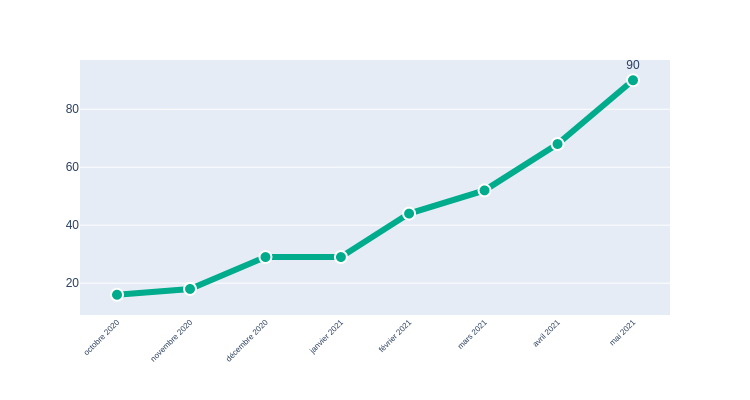 90
80
60
40
20
octobre 2020
novembre 2020
décembre 2020
janvier 2021
février 2021
mars 2021
avril 2021
mai 2021